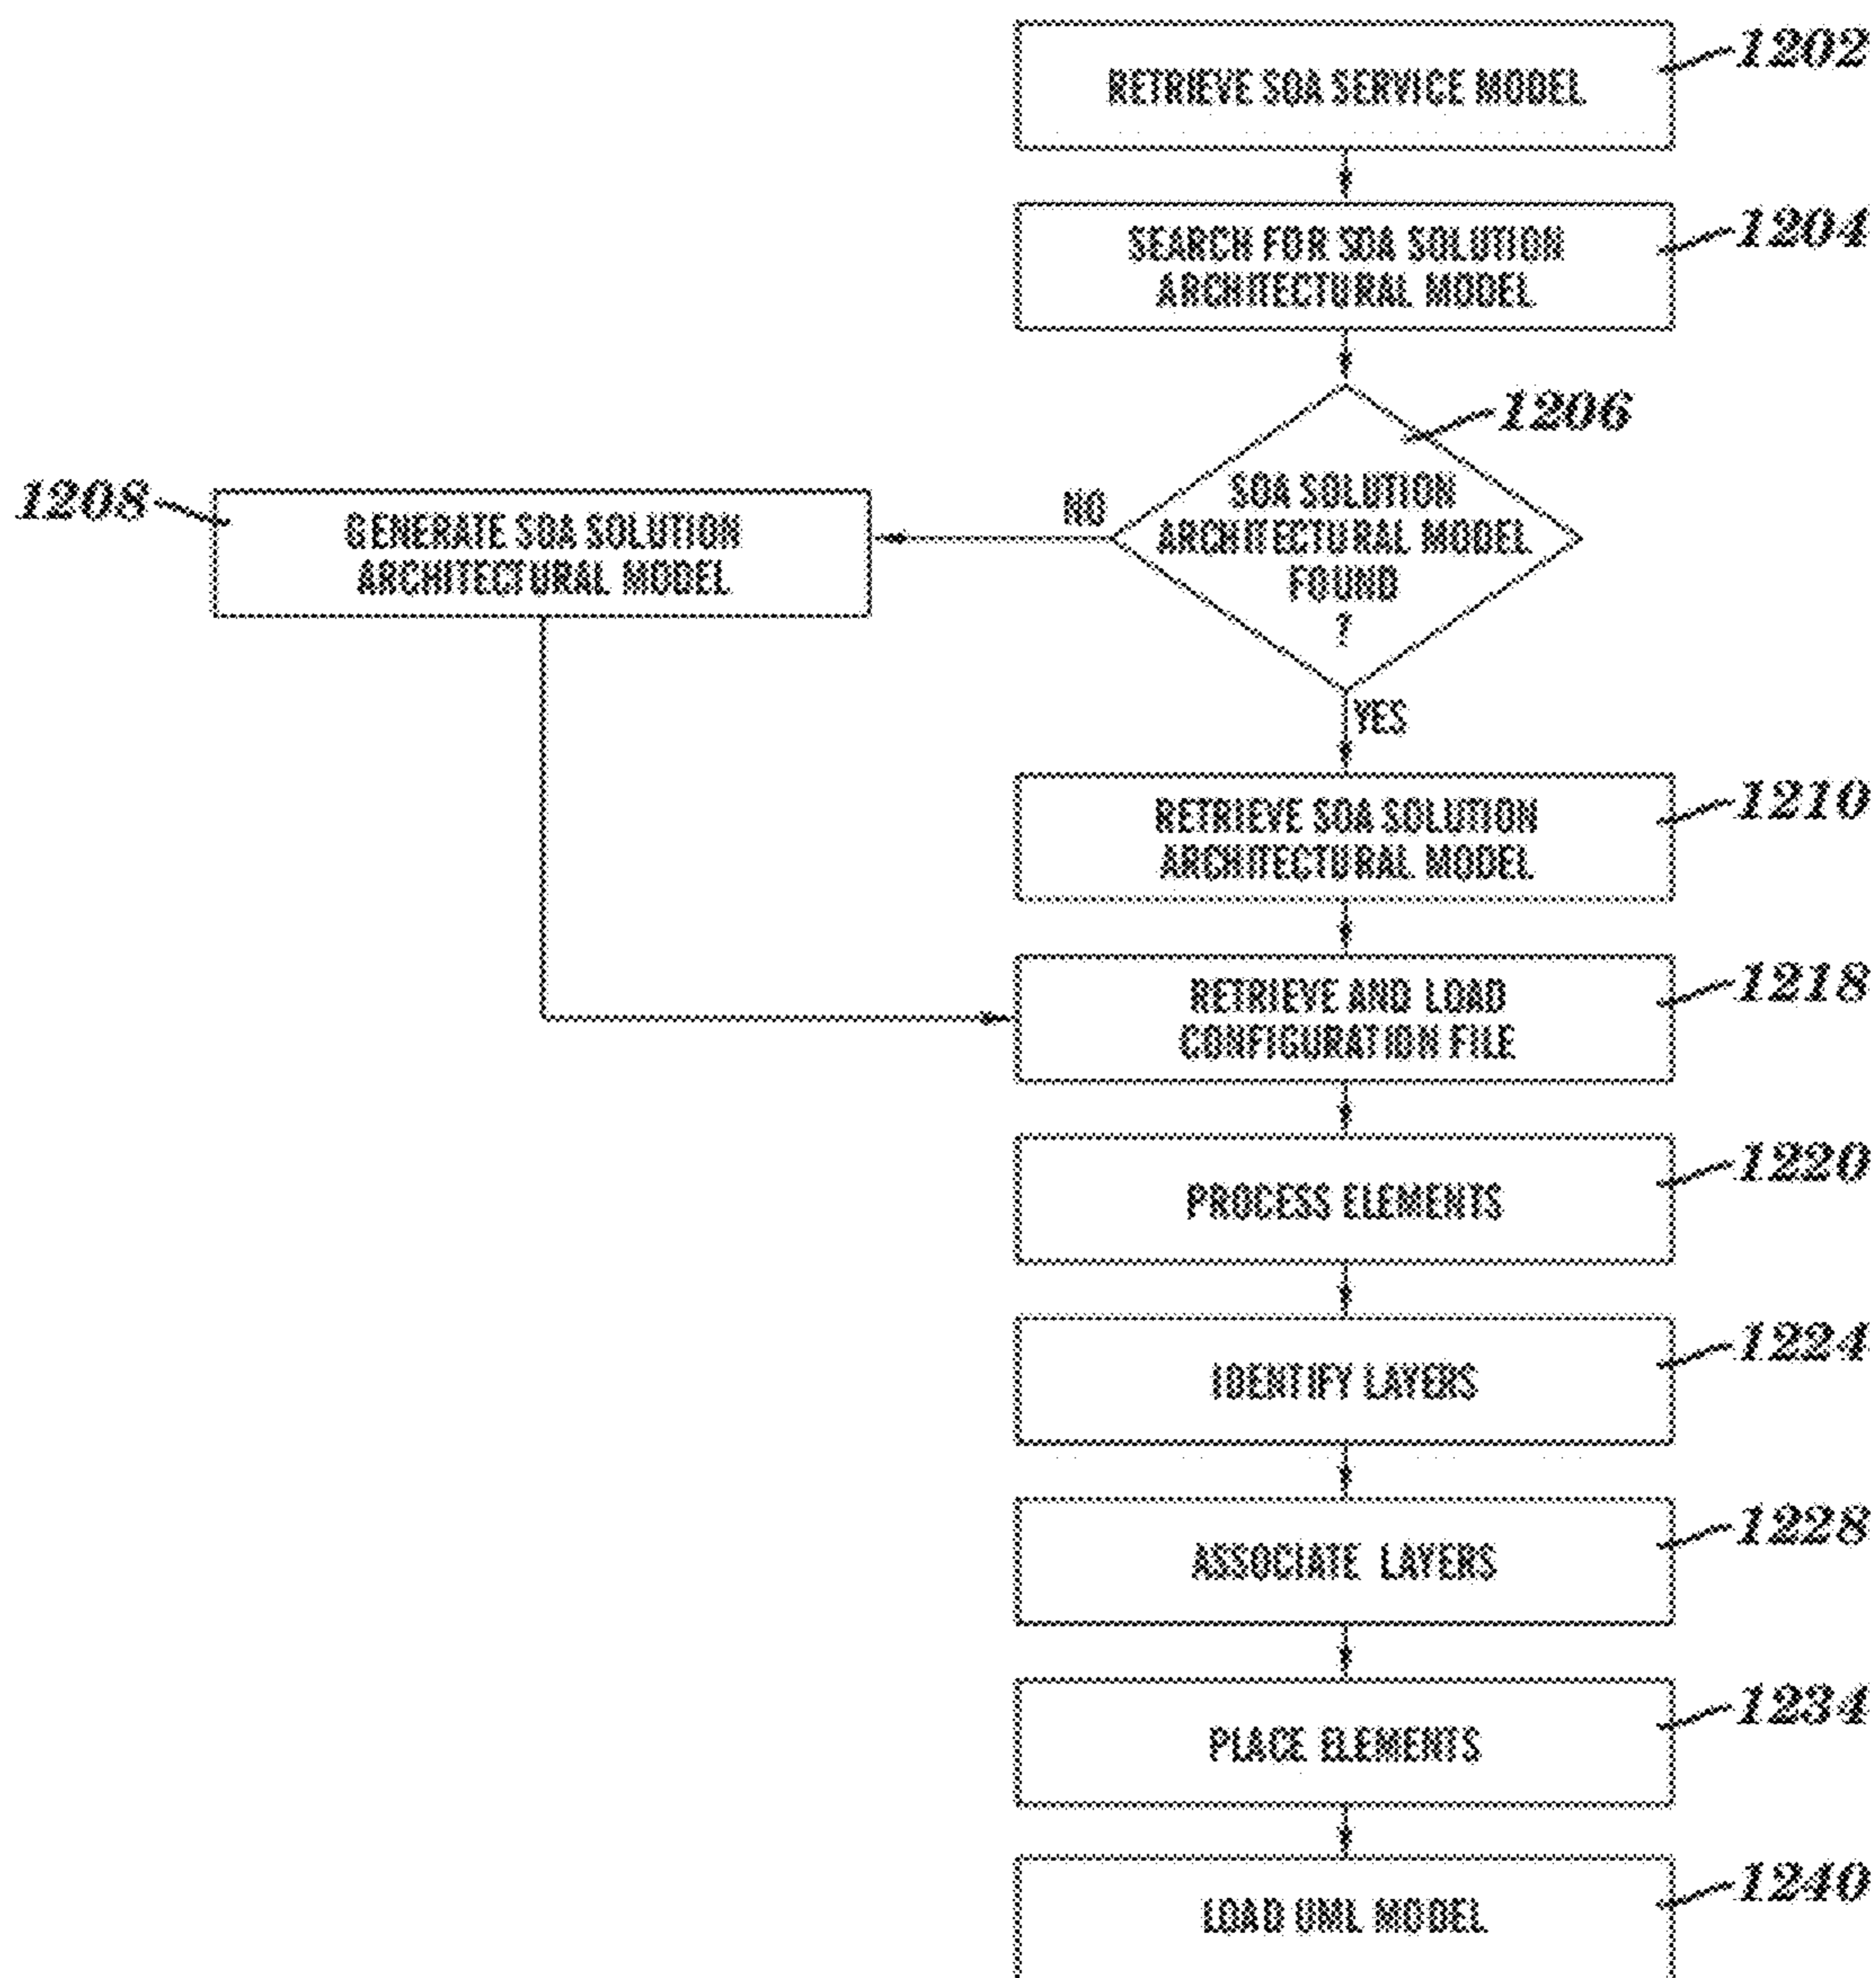 RETRIEVE SOA SERVICE MODEL
1202
SEARCH FOR SOA SOLUTION
ARCHITECTURAL MODEL
1204
1206
SOA SOLUTION
ARCHITECTURAL MODEL
FOUND
?
NO
1208
GENERATE SOA SOLUTION
ARCHITECTURAL MODEL
YES
RETRIEVE SOA SOLUTION
ARCHITECTURAL MODEL
1210
RETRIEVE AND LOAD
CONFIGURATION FILE
1218
PROCESS ELEMENTS
1220
IDENTIFY LAYERS
1224
ASSOCIATE LAYERS
1228
PLACE ELEMENTS
1234
LOAD UML MODEL
1240